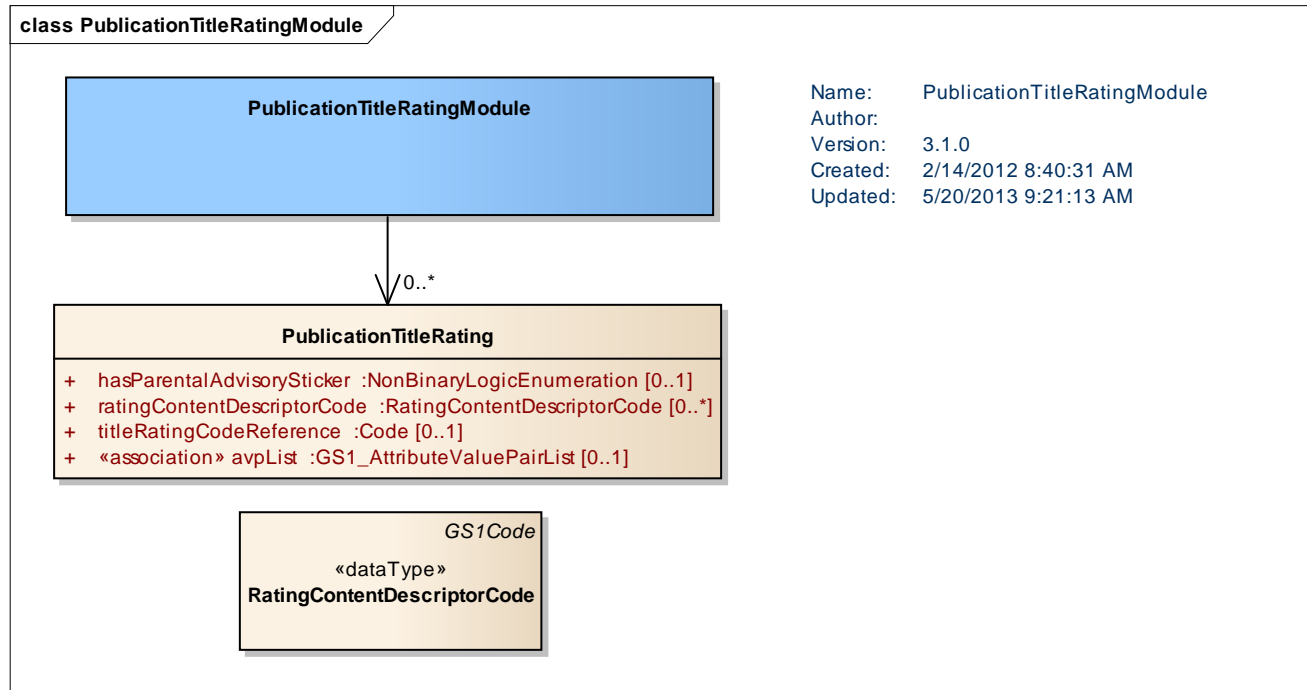 class PublicationTitleRatingModule
PublicationTitleRatingModule
Name: PublicationTitleRatingModule
Author:
Version: 3.1.0
Created: 2/14/2012 8:40:31 AM
Updated: 5/20/2013 9:21:13 AM
0..*
PublicationTitleRating
+ hasParentalAdvisorySticker :NonBinaryLogicEnumeration [0..1]
+ ratingContentDescriptorCode :RatingContentDescriptorCode [0..*]
+ titleRatingCodeReference :Code [0..1]
+ «association» avpList :GS1_AttributeValuePairList [0..1]
GS1Code
«dataType»
RatingContentDescriptorCode